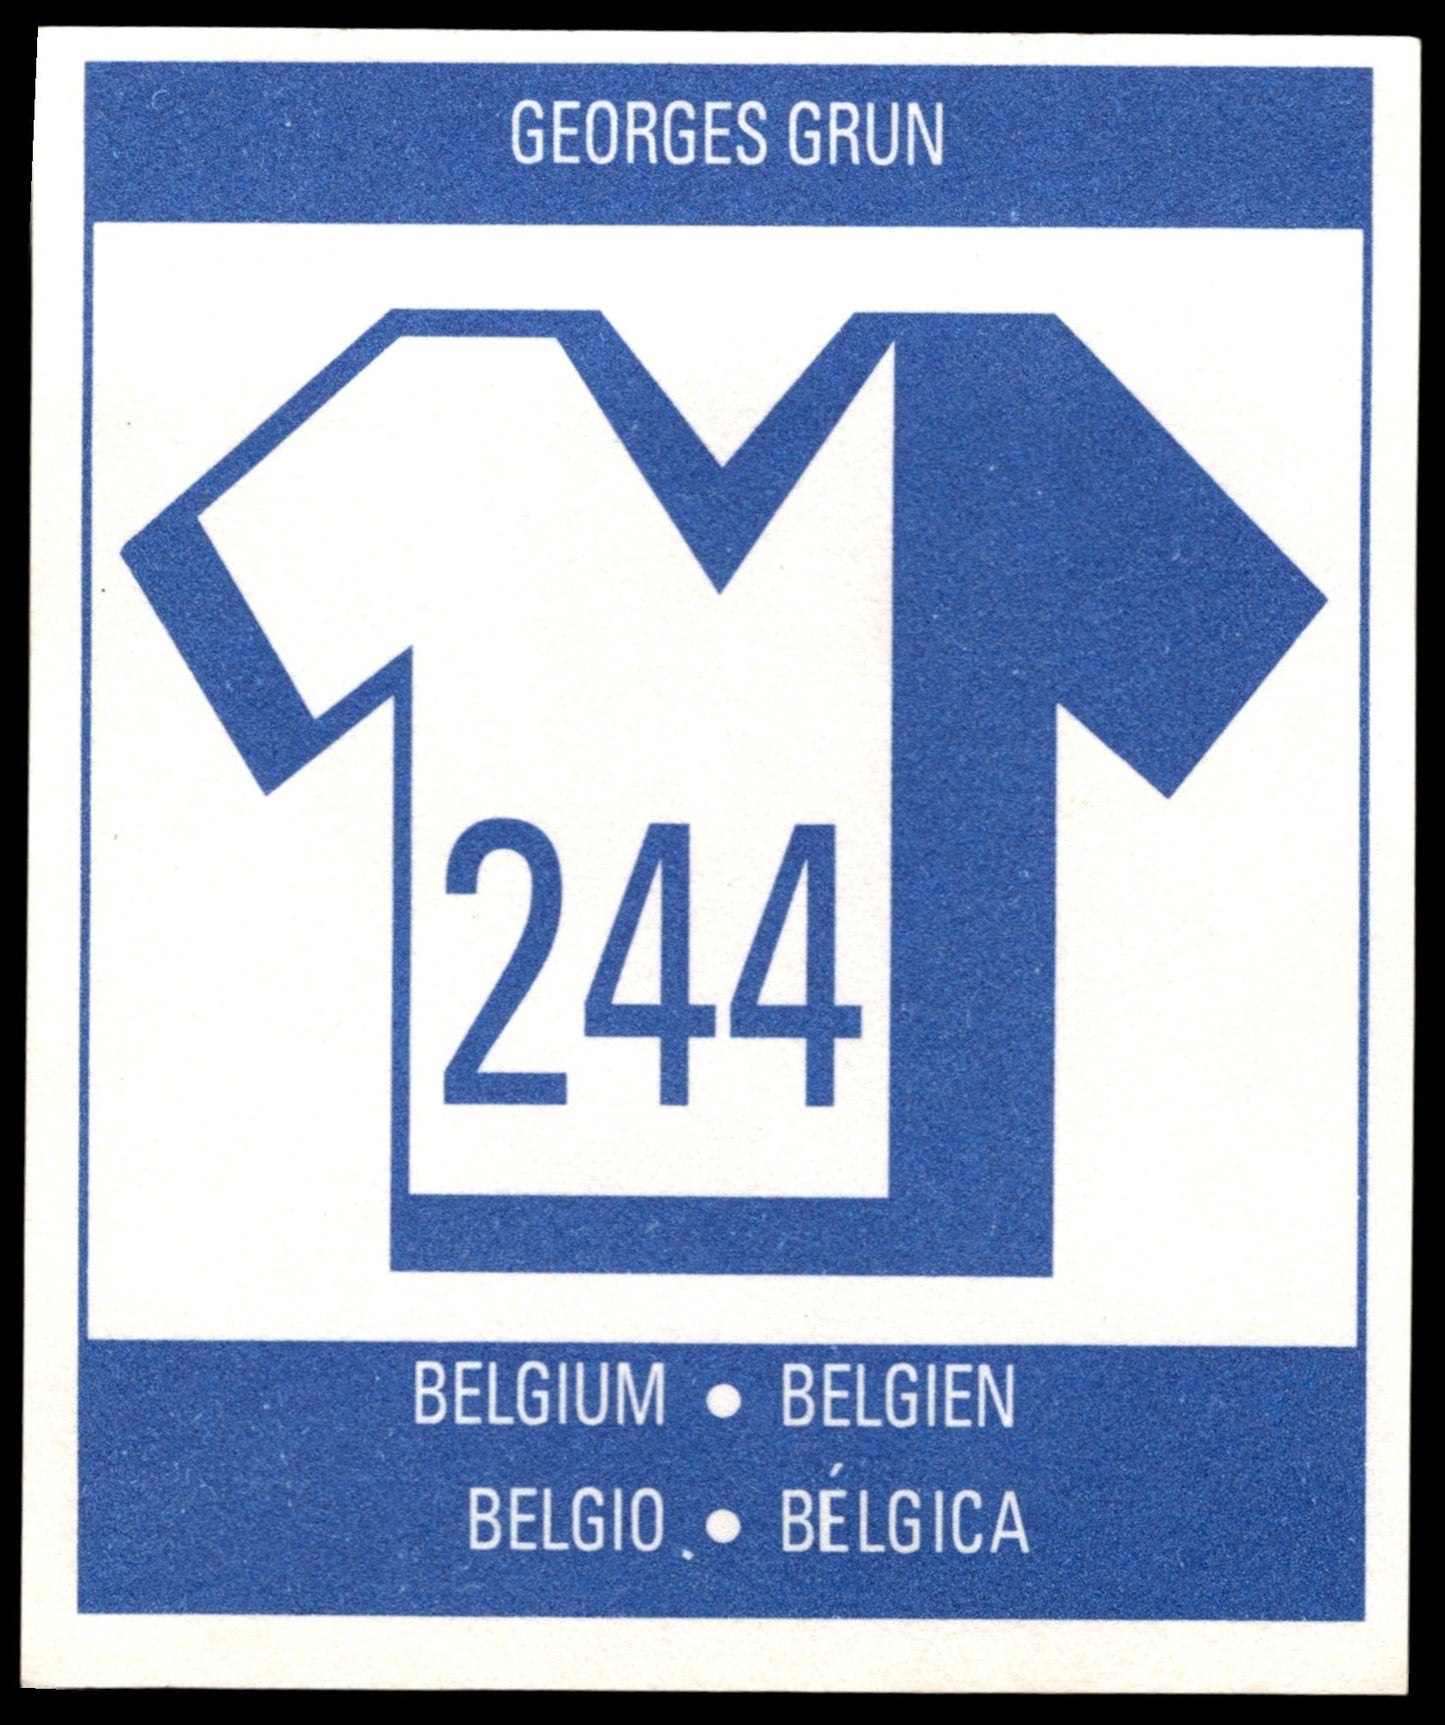 GEORGES GRUN
244
BELGIUM • BELGIEN
BELGIO • BÉLGICA